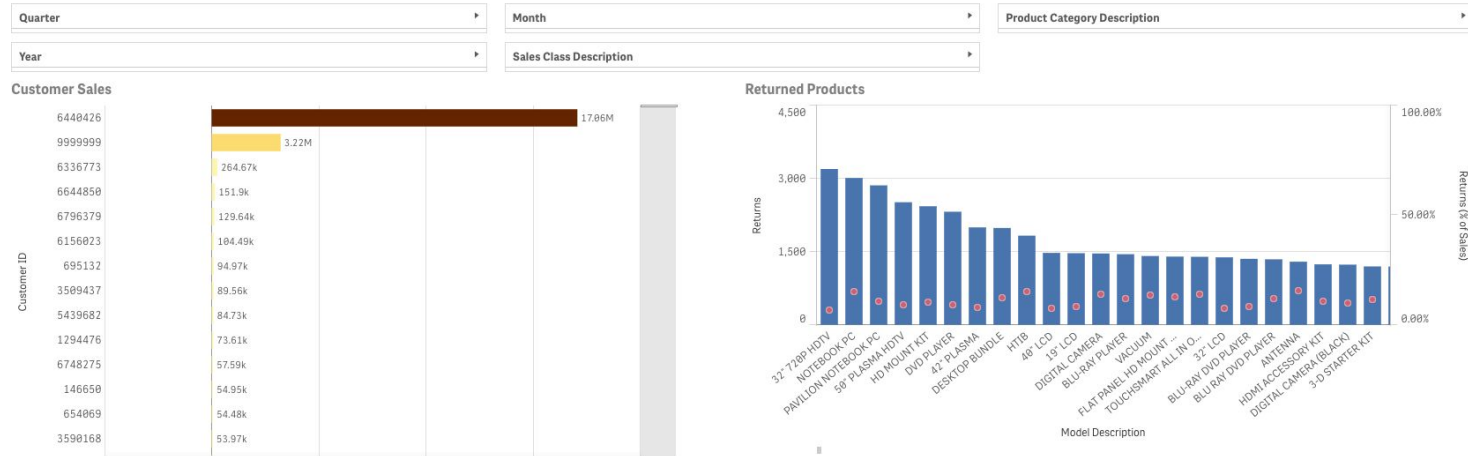 Quarter
Month
Product Category Description
Year
Sales Class Description
Customer Sales
Customer ID
6440426
17.06M
9999999
3.22M
6336773
264.67k
6644850
151.9k
6796379
129.64k
6156023
104.49k
695132
94.97k
3509437
89.56k
5439682
84.73k
1294476
73.61k
6748275
57.59k
146650
54.95k
654069
54.48k
3590168
53.97k
Returned Products
Returns
4,500
3,000
1,500
0
100.00%
50.00%
0.00%
Returns (% of Sales)
32" 720P HDTV
NOTEBOOK PC
PAVILION NOTEBOOK PC
50" PLASMA HDTV
HD MOUNT KIT
DVD PLAYER
42" PLASMA
DESKTOP BUNDLE
HTIB
40" LCD
19" LCD
DIGITAL CAMERA
BLU-RAY PLAYER
VACUUM
FLAT PANEL HD MOUNT ...
TOUCHSMART ALL IN O...
32" LCD
BLU-RAY DVD PLAYER
BLU RAY DVD PLAYER
ANTENNA
HDMI ACCESSORY KIT
DIGITAL CAMERA (BLACK)
3-D STARTER KIT
Model Description